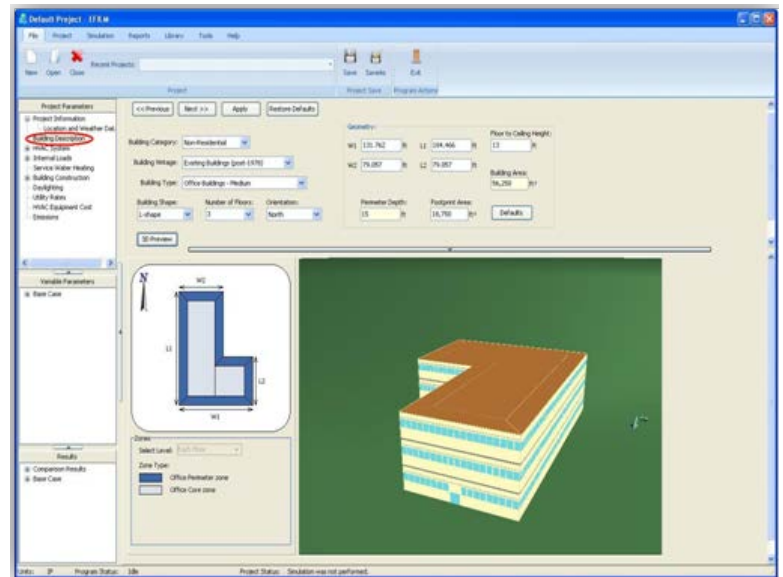 Default Project - EFRM
File Project Simulation Reports Library Tools Help
New Open Close Recent Projects: Save SaveAs Exit
Project Project Save Program Actions
Project Parameters
Project Information
Location and Weather Dat
Building Description
HVAC System
Internal Loads
Service Water Heating
Building Construction
Daylighting
Utility Rates
HVAC Equipment Cost
Emissions
<< Previous Next >> Apply Restore Defaults
Building Category: Non-Residential
Building Vintage: Existing Buildings (post-1970)
Building Type: Office Buildings - Medium
Building Shape: Number of Floors: Orientation:
L-shape 3 North
3D Preview
Geometry:
Floor to Ceiling Height:
W1 131.762 ft L1 184.466 ft 13 ft
W2 79.057 ft L2 79.057 ft
Building Area:
56,250 ft²
Perimeter Depth: Footprint Area:
15 ft 18,750 ft² Defaults
Variable Parameters
Base Case
Results
Comparison Results
Base Case
N
W2
L1
L2
W1
Zones
Select Level: Each Floor
Zone Type:
Office Perimeter zone
Office Core zone
Units: IP Program Status: Idle Project Status: Simulation was not performed.